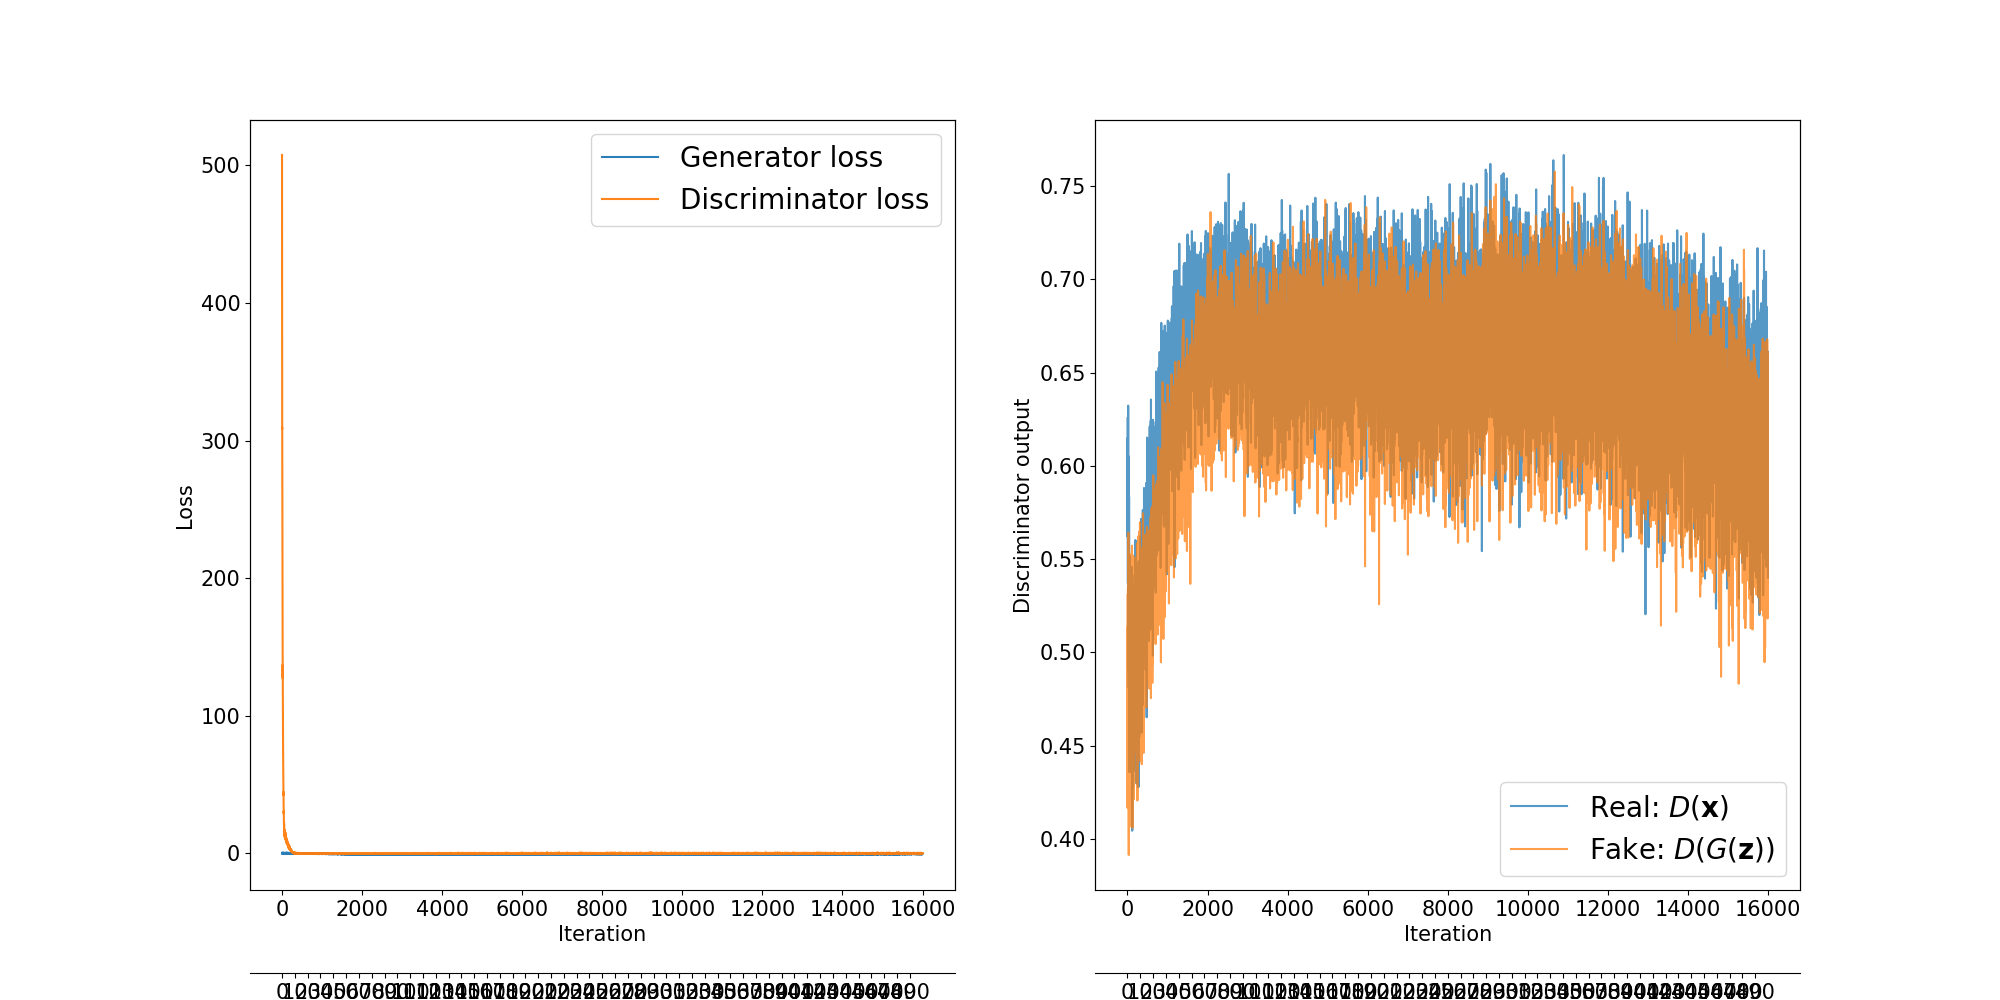 Generator loss
Discriminator loss
500
400
300
200
100
0
Loss
0 2000 4000 6000 8000 10000 12000 14000 16000
Iteration
0.75
0.70
0.65
0.60
0.55
0.50
0.45
0.40
Discriminator output
Real: D(x)
Fake: D(G(z))
0 2000 4000 6000 8000 10000 12000 14000 16000
Iteration